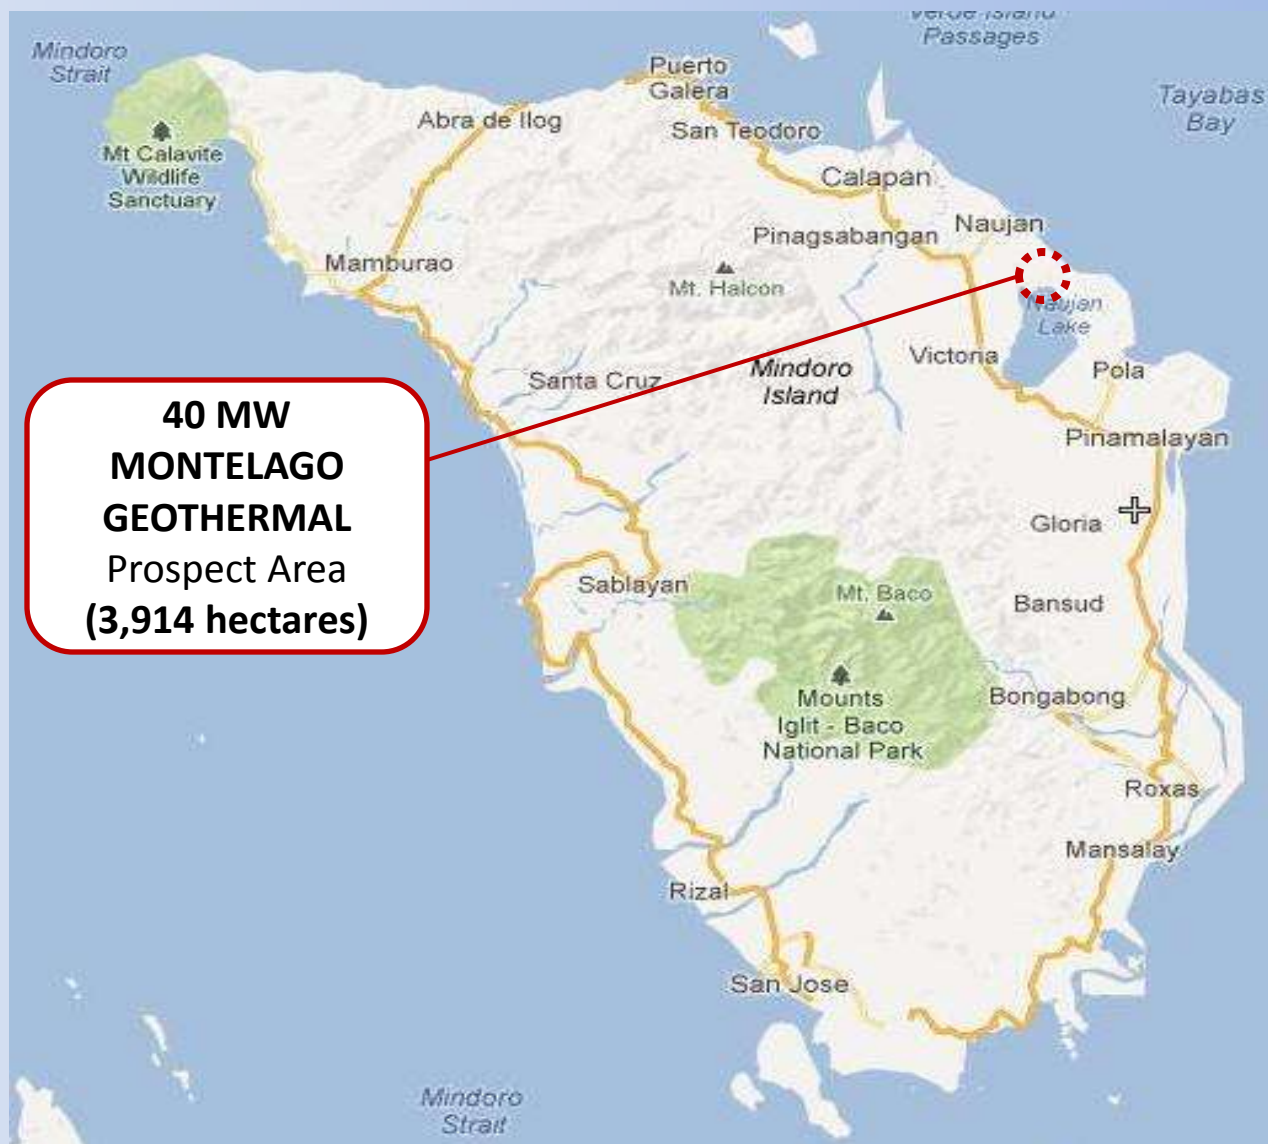 Verde Island
Passages
Mindoro
Strait
Puerto
Galera
Tayabas
Bay
Abra de Ilog
San Teodoro
Mt Calavite
Wildlife
Sanctuary
Calapan
Naujan
Pinagsabangan
Mamburao
Mt. Halcon
Naujan
Lake
Victoria
Mindoro
Island
Santa Cruz
Pola
40 MW
MONTELAGO
GEOTHERMAL
Prospect Area
(3,914 hectares)
Pinamalayan
Gloria
Sablayan
Mt. Baco
Bansud
Mounts
Iglit - Baco
National Park
Bongabong
Roxas
Mansalay
Rizal
San Jose
Mindoro
Strait